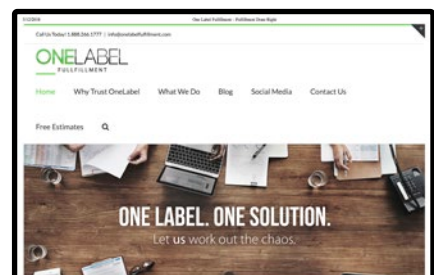 One Label Fulfillment - Fulfillment Done Right
Call Us Today! 1.888.266.1777 | info@onelabelfulfillment.com
ONELABEL
FULLFILLMENT
Home Why Trust OneLabel What We Do Blog Social Media Contact Us
Free Estimates
ONE LABEL. ONE SOLUTION.
Let us work out the chaos.